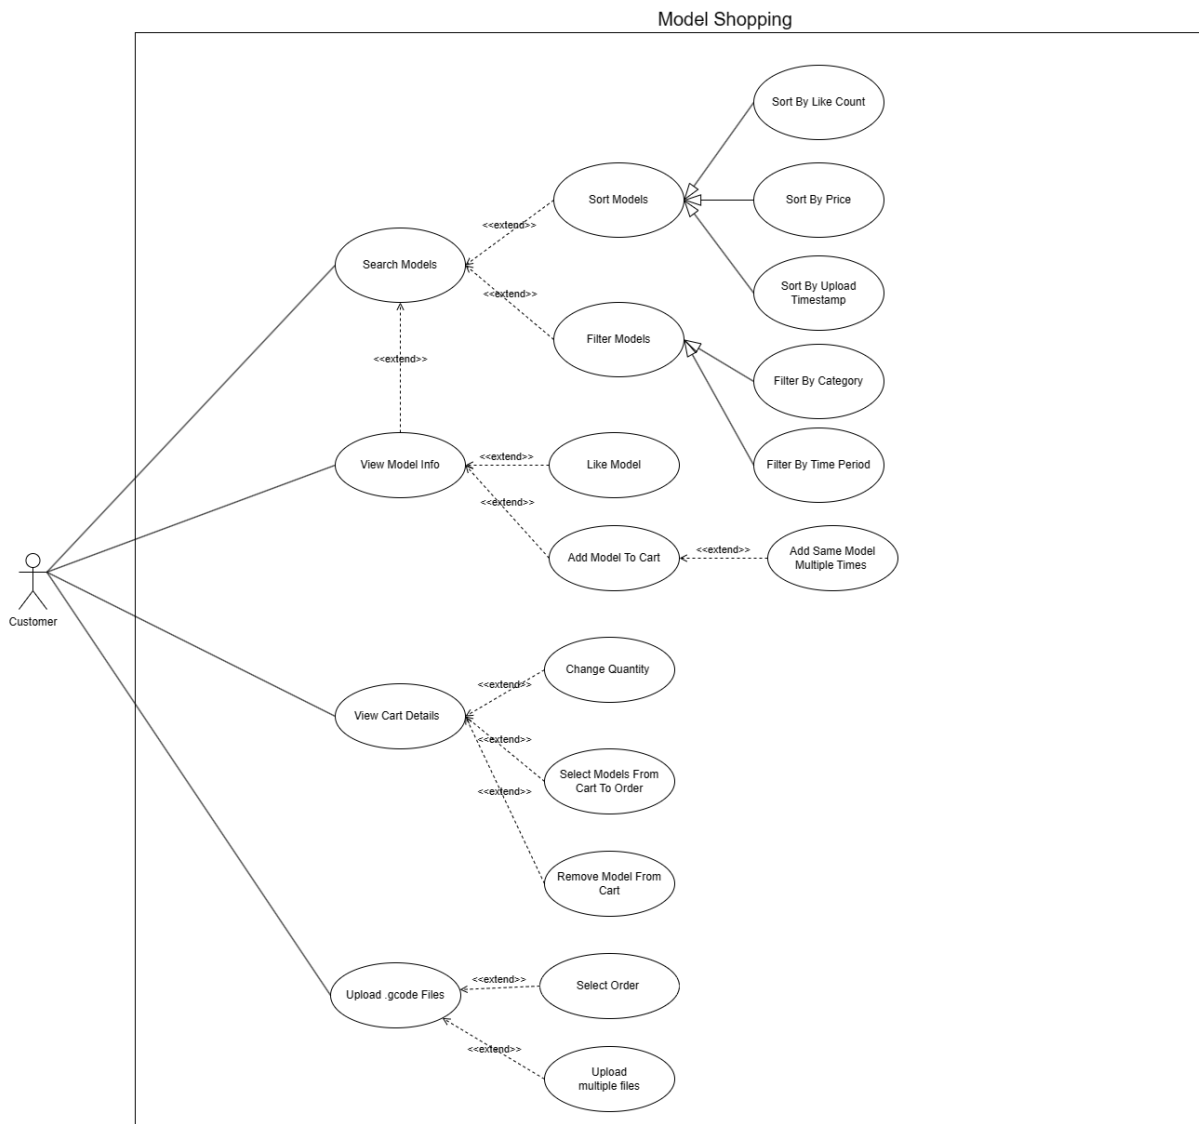 Model Shopping
Sort By Like Count
Sort Models
Sort By Price
<<extend>>
Search Models
<<extend>>
Sort By Upload
Timestamp
Filter Models
<<extend>>
Filter By Category
View Model Info
<<extend>>
Like Model
Filter By Time Period
<<extend>>
Add Model To Cart
<<extend>>
Add Same Model
Multiple Times
Customer
Change Quantity
<<extend>>
View Cart Details
<<extend>>
Select Models From
Cart To Order
<<extend>>
Remove Model From
Cart
Upload .gcode Files
<<extend>>
Select Order
<<extend>>
Upload
multiple files